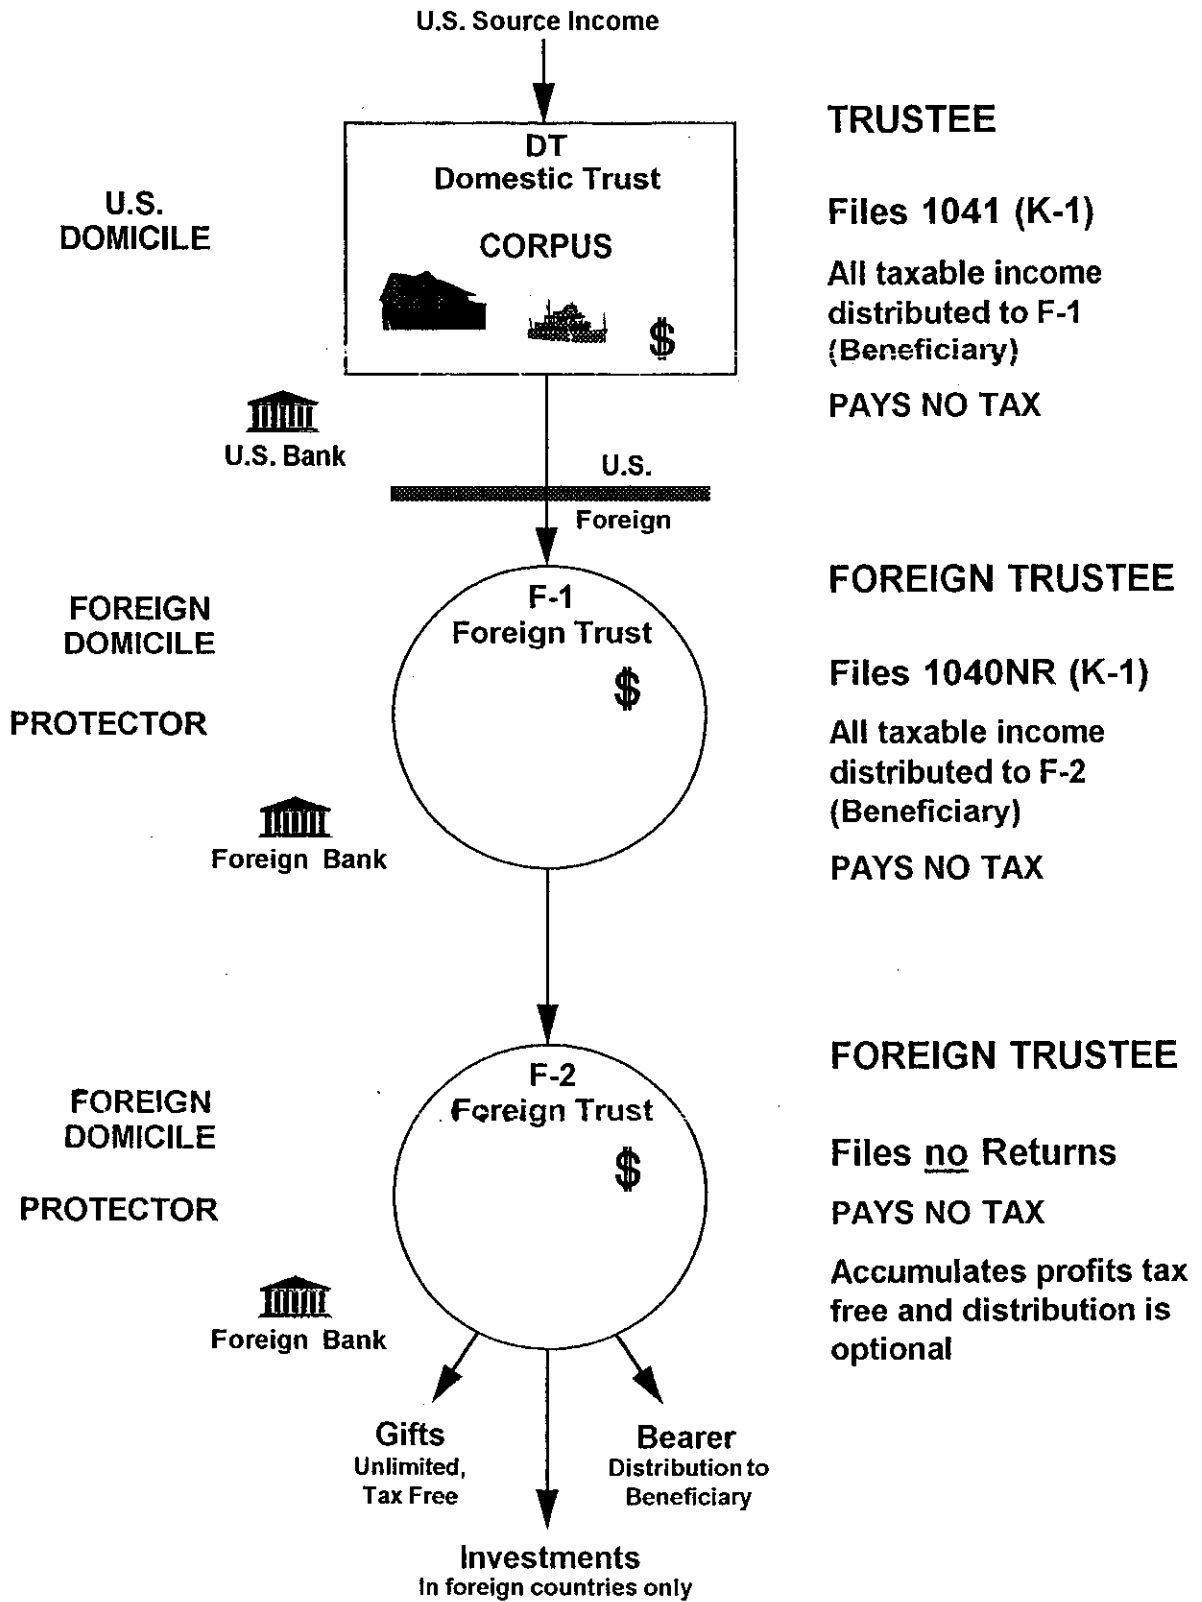 U.S. Source Income
DT
Domestic Trust
CORPUS
$
U.S.
DOMICILE
TRUSTEE
Files 1041 (K-1)
All taxable income
distributed to F-1
(Beneficiary)
PAYS NO TAX
U.S. Bank
U.S.
Foreign
F-1
Foreign Trust
$
FOREIGN
DOMICILE
PROTECTOR
Foreign Bank
FOREIGN TRUSTEE
Files 1040NR (K-1)
All taxable income
distributed to F-2
(Beneficiary)
PAYS NO TAX
F-2
Foreign Trust
$
FOREIGN
DOMICILE
PROTECTOR
Foreign Bank
FOREIGN TRUSTEE
Files no Returns
PAYS NO TAX
Accumulates profits tax
free and distribution is
optional
Gifts
Unlimited,
Tax Free
Bearer
Distribution to
Beneficiary
Investments
In foreign countries only